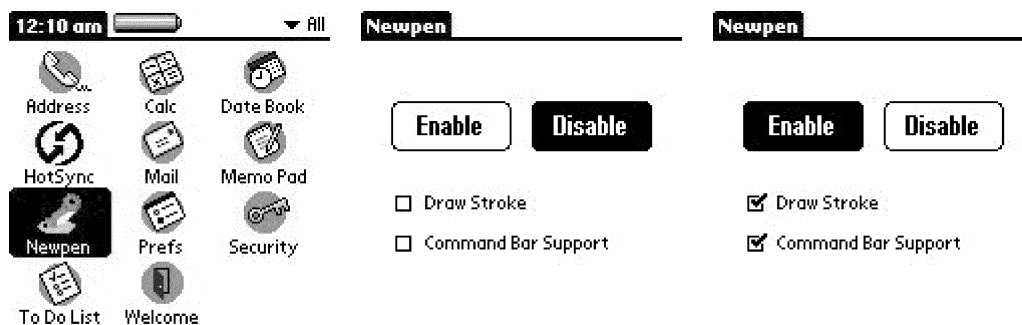 12:10 am All
Address Calc Date Book
HotSync Mail Memo Pad
Newpen Prefs Security
To Do List Welcome
Newpen
Enable Disable
Draw Stroke
Command Bar Support
Newpen
Enable Disable
Draw Stroke
Command Bar Support